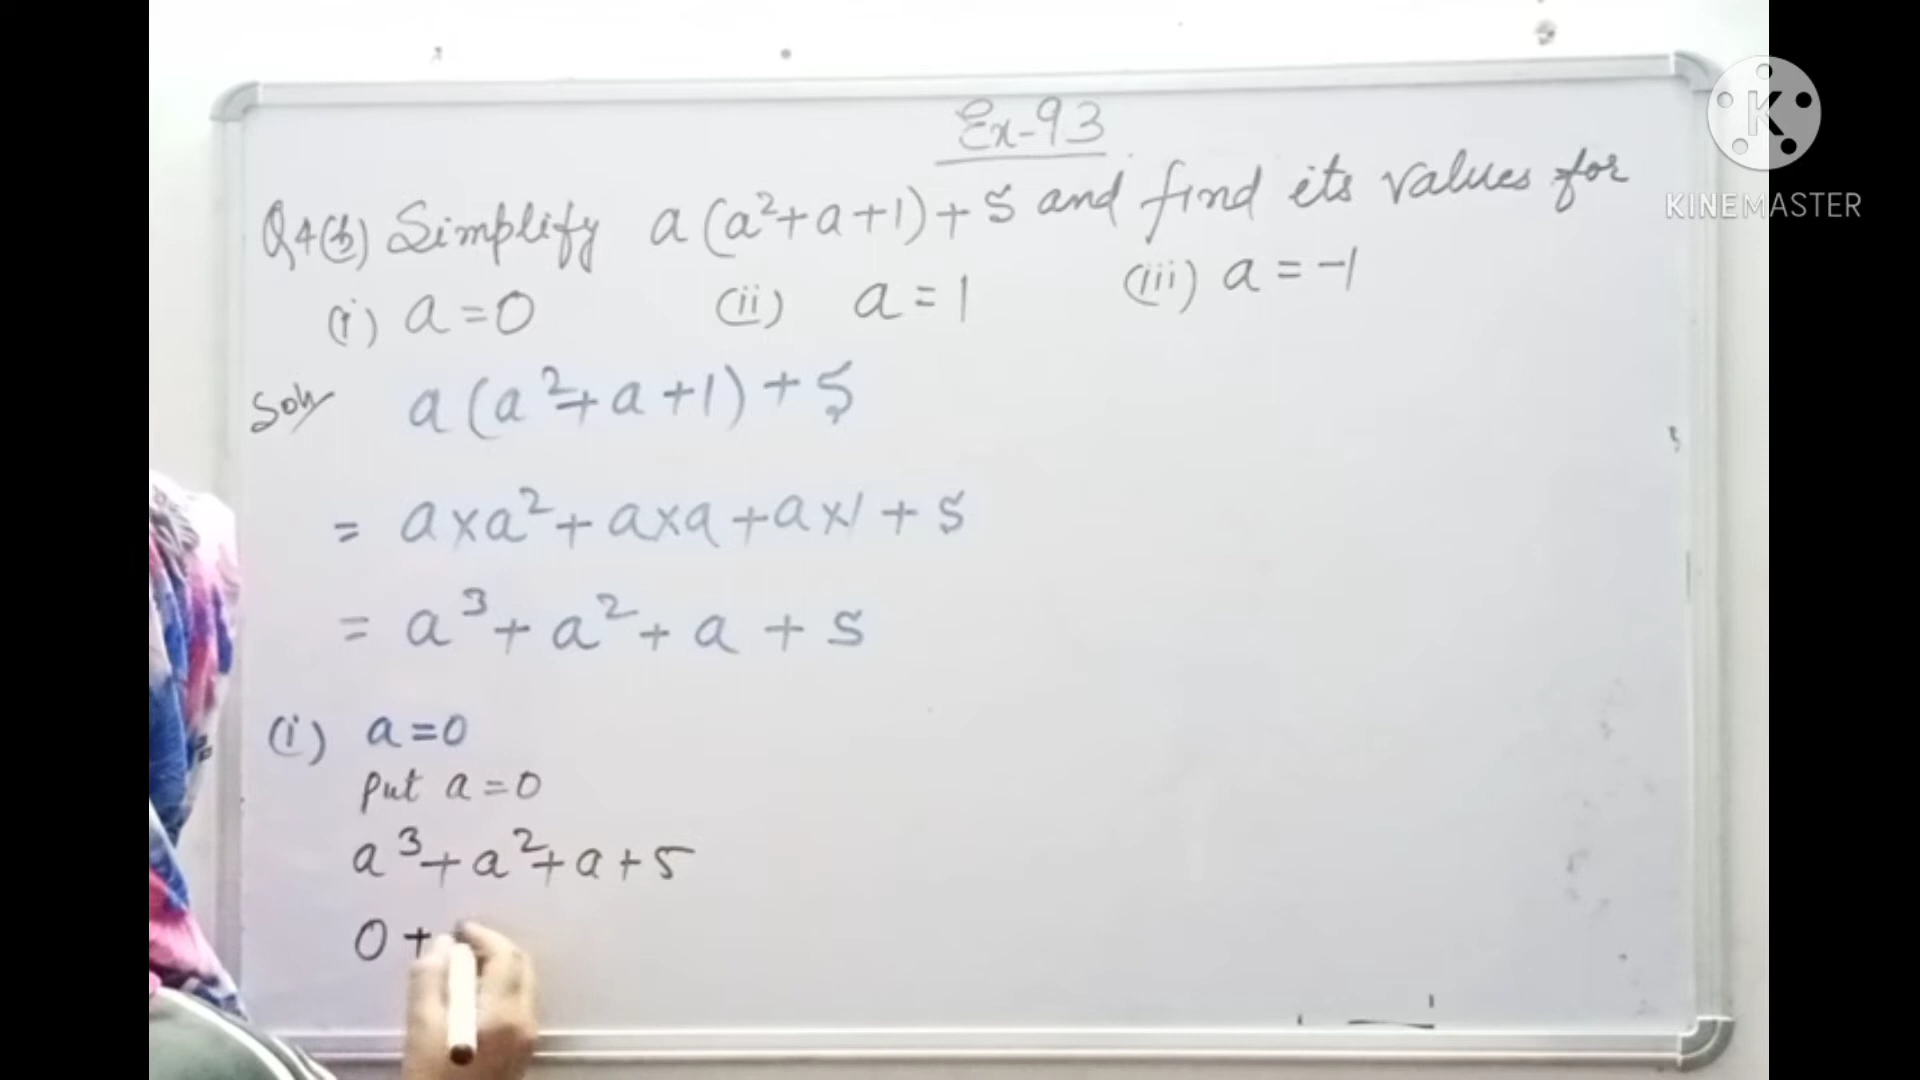 Ex-93
Q4(b) Simplify a(a²+a+1)+5 and find its values for
(i) a=0 (ii) a=1 (iii) a=-1
Soln a(a²+a+1)+5
= a×a²+a×a+a×1+5
= a³+a²+a+5
(i) a=0
put a=0
a³+a²+a+5
0+
K
KINEMASTER